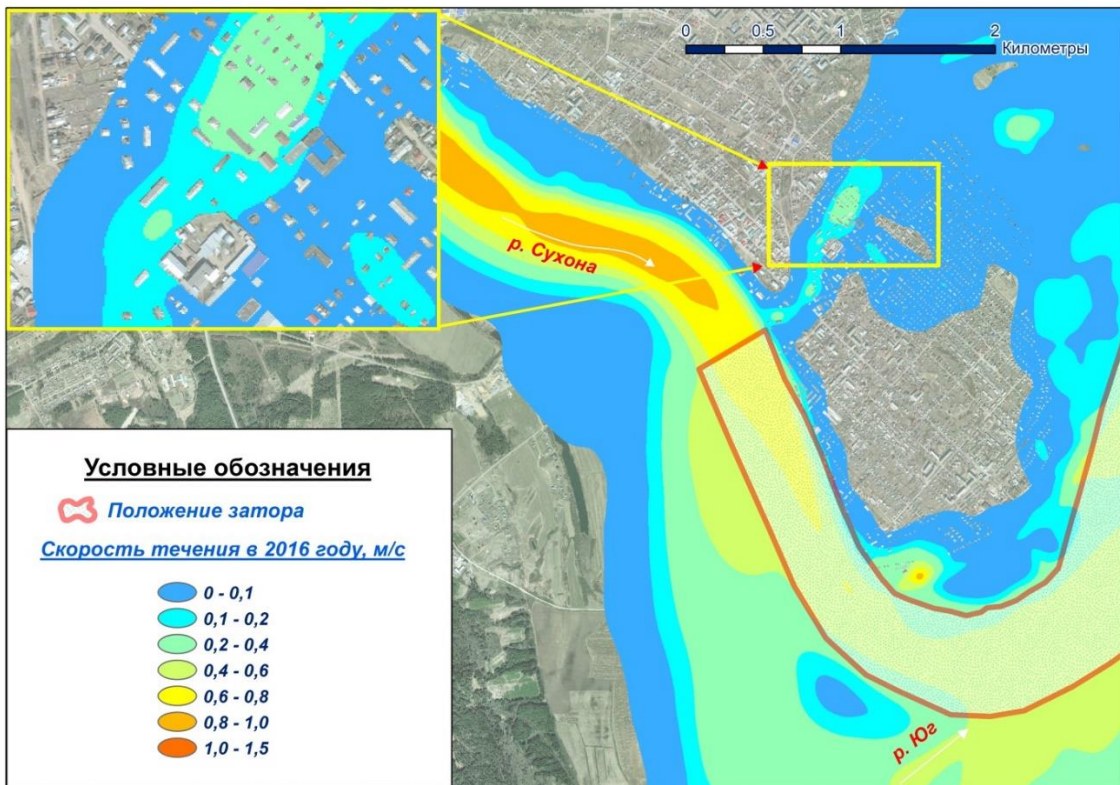 0 0.5 1 2
Километры
р. Сухона
р. Юг
Условные обозначения
Положение затора
Скорость течения в 2016 году, м/с
0 - 0,1
0,1 - 0,2
0,2 - 0,4
0,4 - 0,6
0,6 - 0,8
0,8 - 1,0
1,0 - 1,5